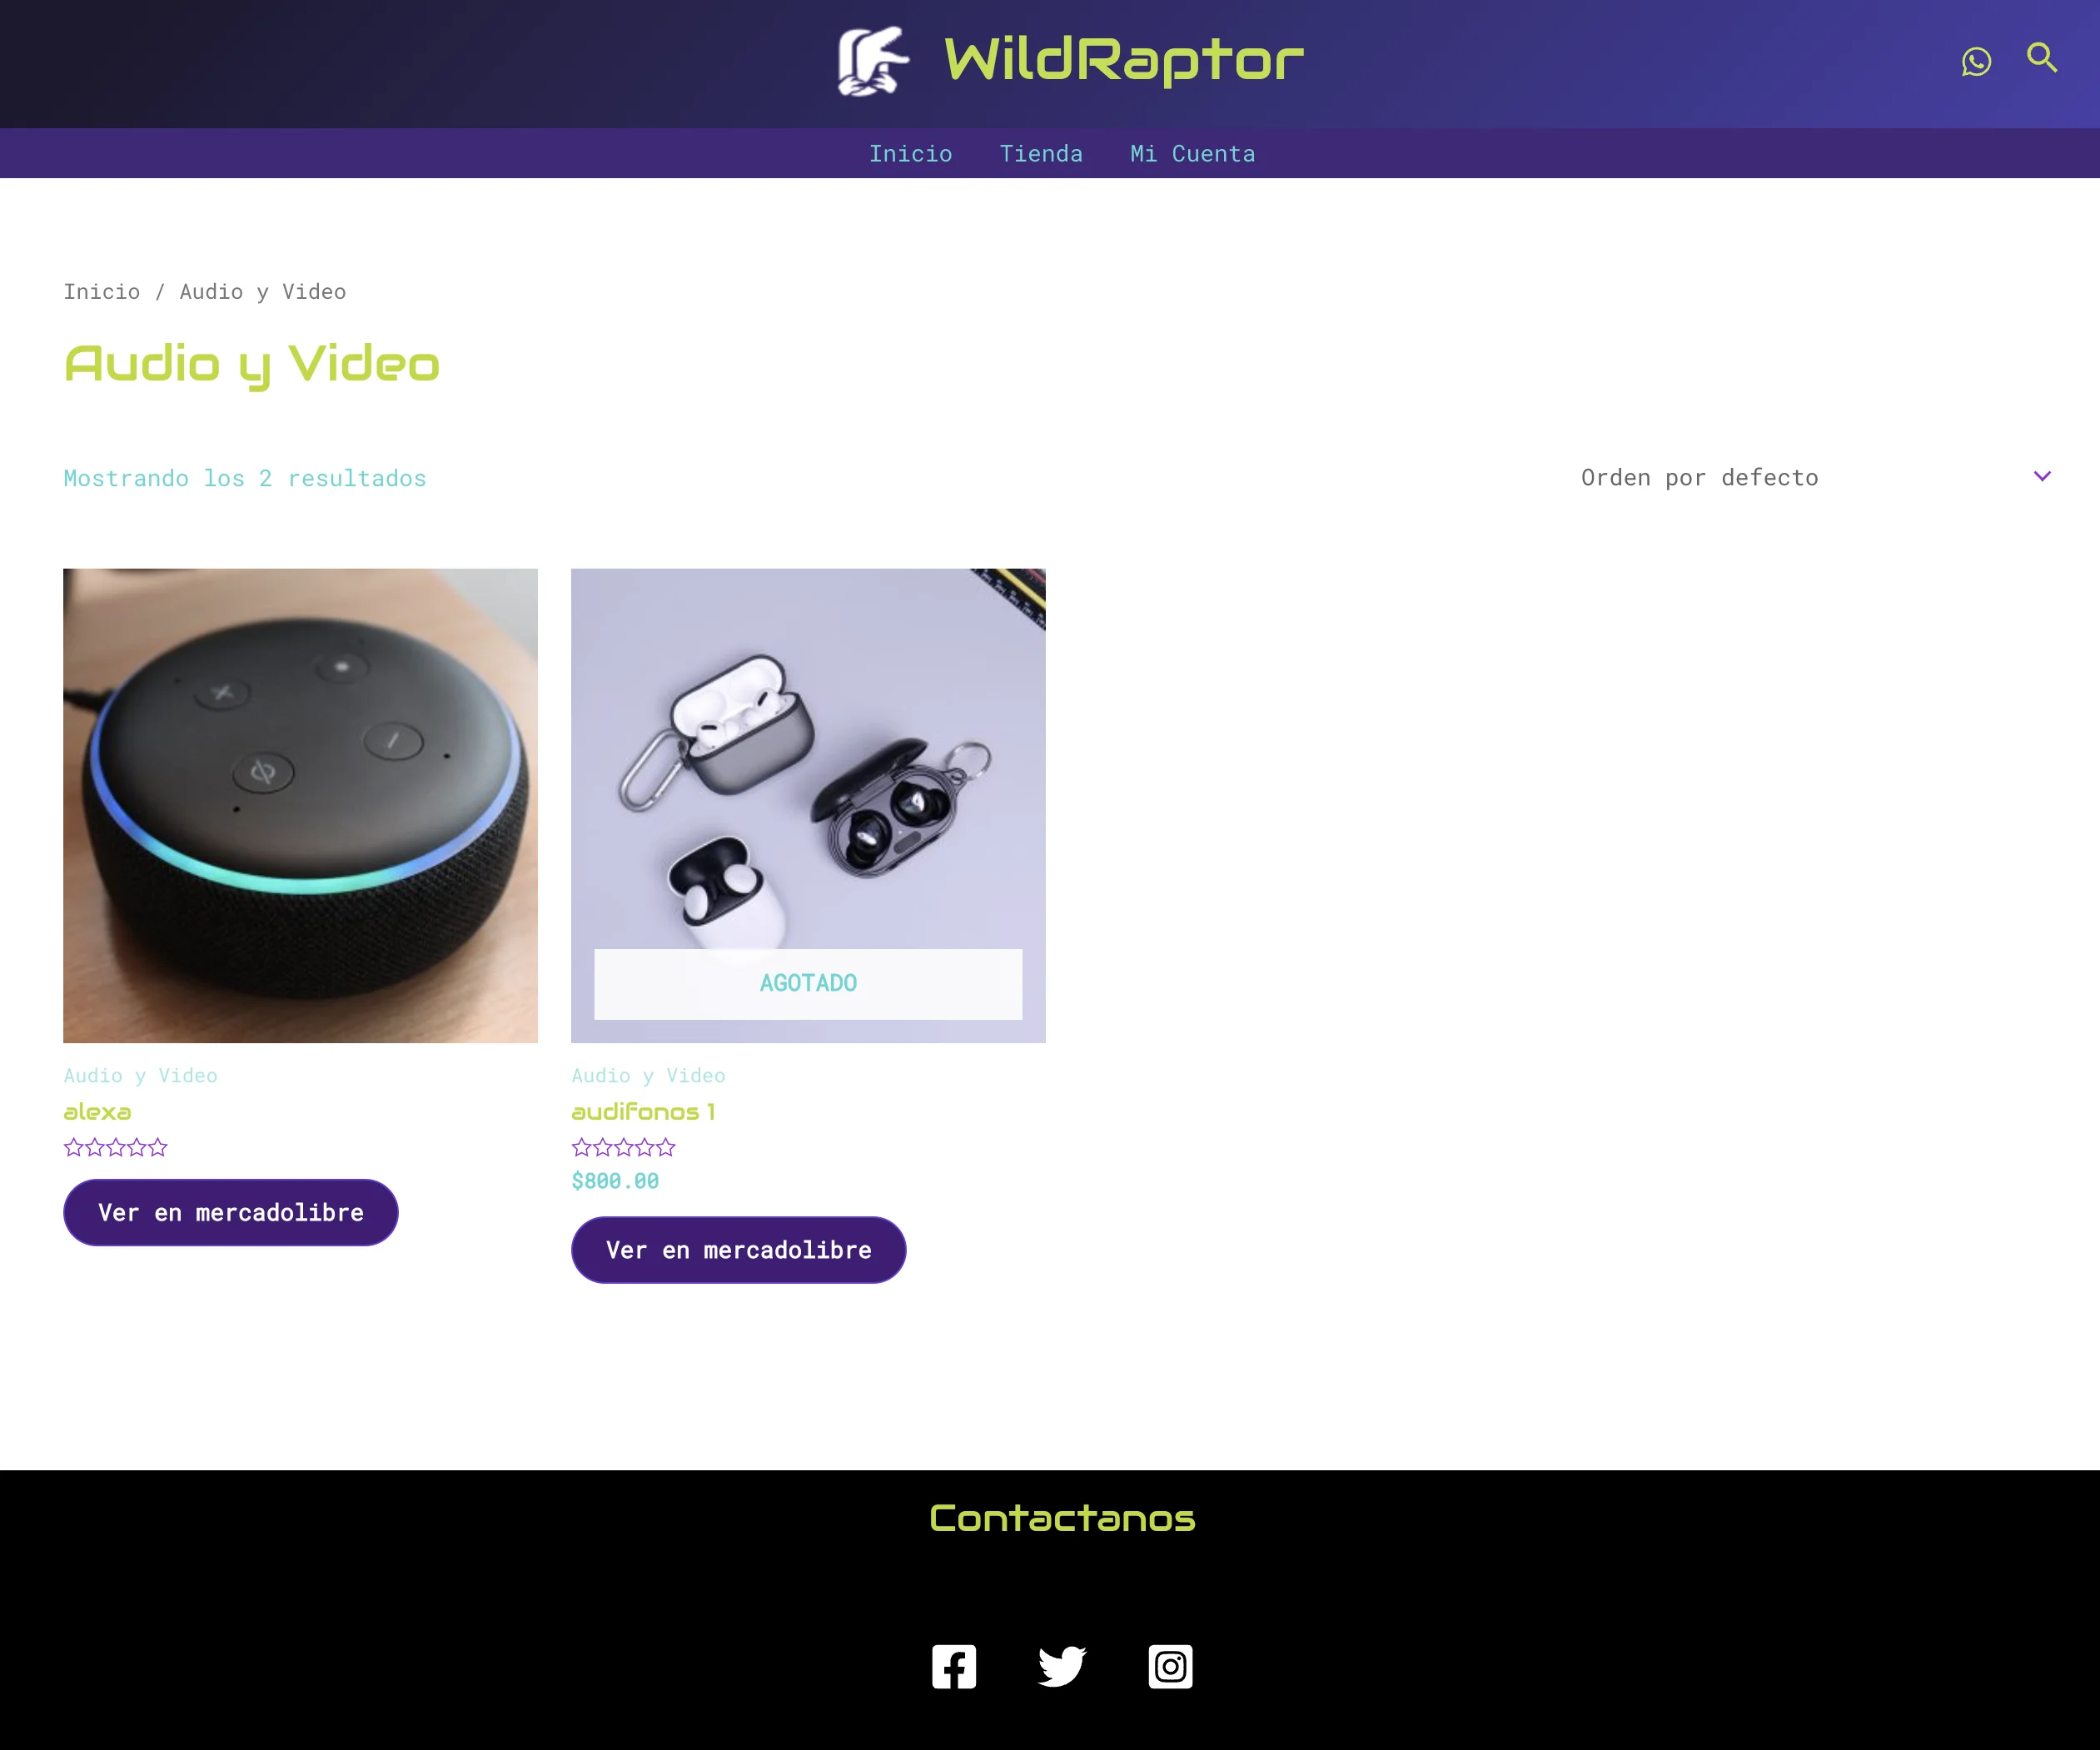 WildRaptor
Inicio Tienda Mi Cuenta
Inicio / Audio y Video
Audio y Video
Mostrando los 2 resultados
Orden por defecto
AGOTADO
Audio y Video
alexa
Ver en mercadolibre
Audio y Video
audifonos 1
$800.00
Ver en mercadolibre
Contactanos